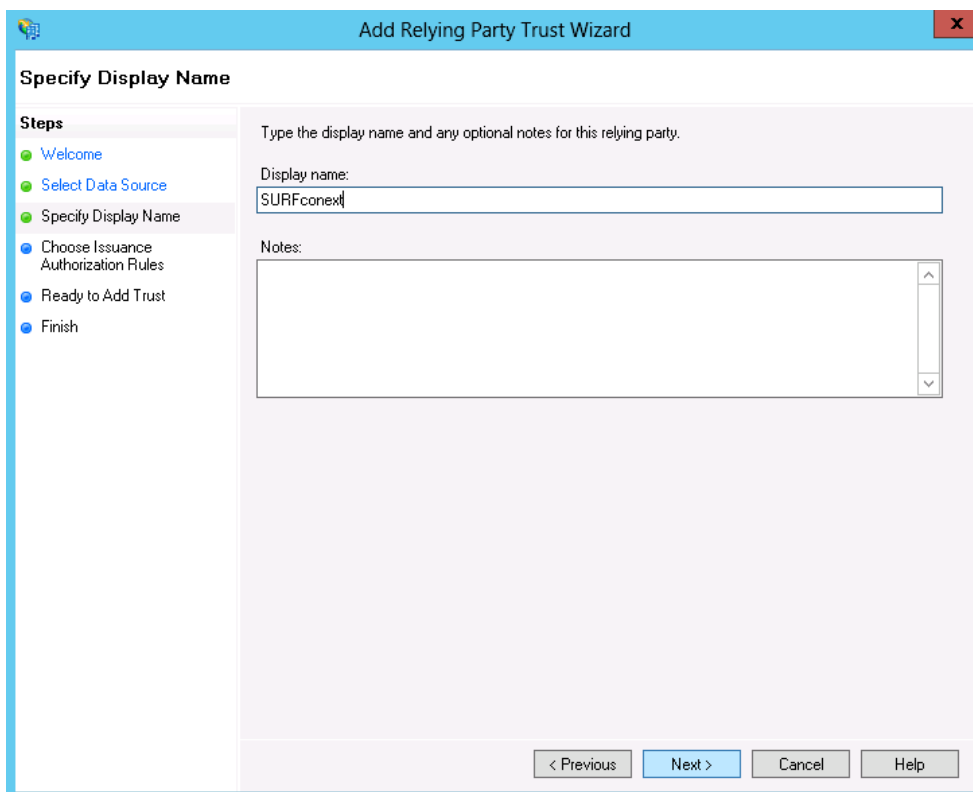 Add Relying Party Trust Wizard
x
Specify Display Name
Steps
Welcome
Select Data Source
Specify Display Name
Choose Issuance
Authorization Rules
Ready to Add Trust
Finish
Type the display name and any optional notes for this relying party.
Display name:
SURFconext
Notes:
< Previous
Next >
Cancel
Help